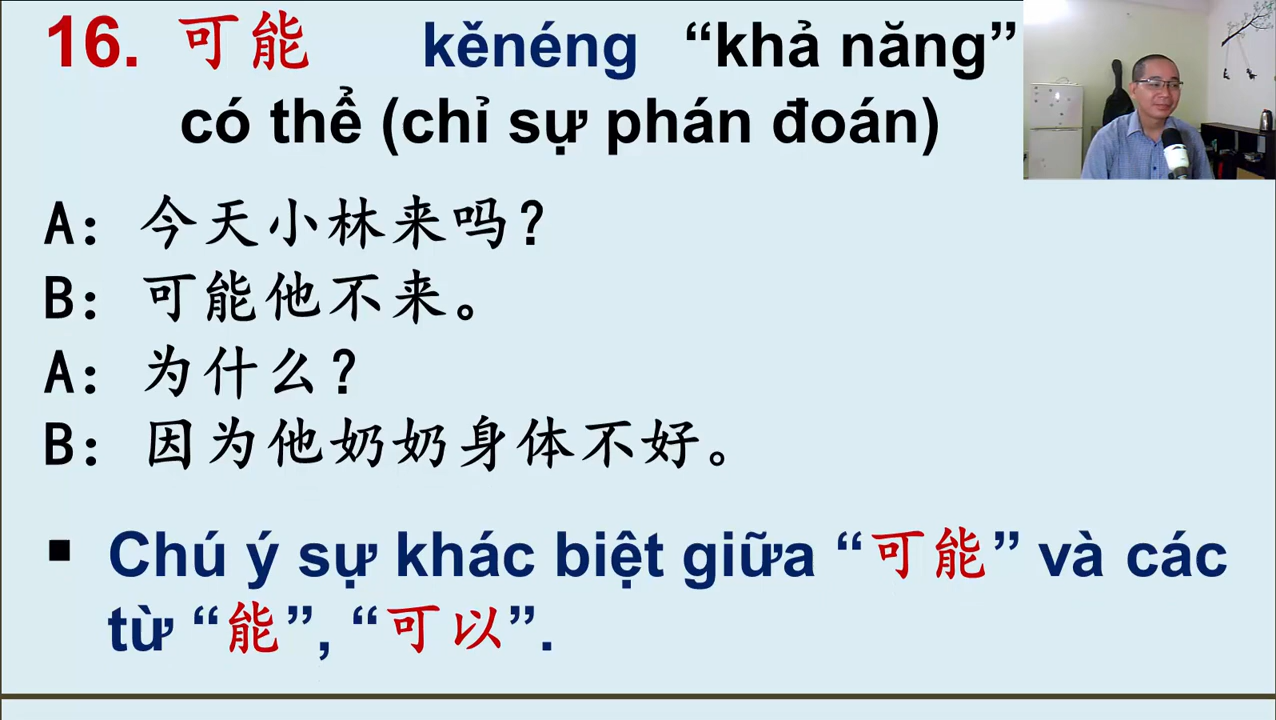 16. 可能 kěnéng “khả năng”
có thể (chỉ sự phán đoán)
A: 今天小林来吗?
B: 可能他不来。
A: 为什么?
B: 因为他奶奶身体不好。
▪ Chú ý sự khác biệt giữa “可能” và các
từ “能”, “可以”.